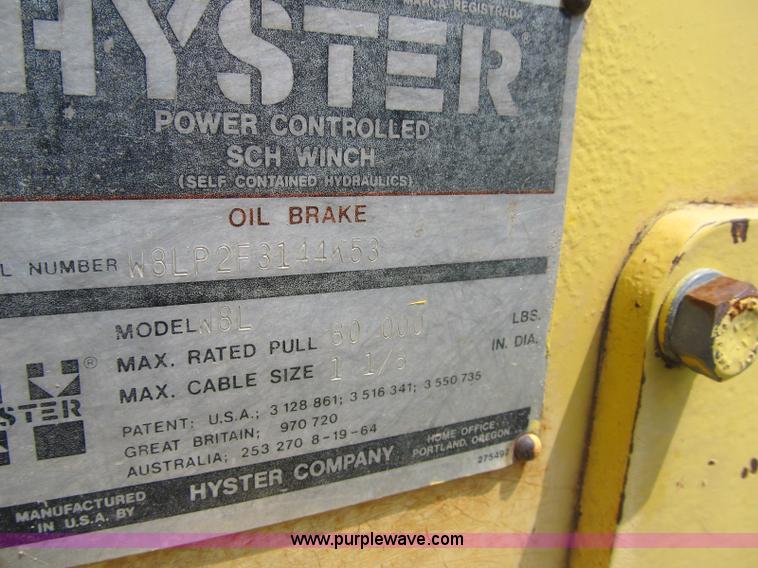 MARCA REGISTRADA
HYSTER
POWER CONTROLLED
SCH WINCH
(SELF CONTAINED HYDRAULICS)
OIL BRAKE
L NUMBER W8LP2F3144K53
MODEL W8L
MAX. RATED PULL 80 000 LBS.
MAX. CABLE SIZE 1 1/8 IN. DIA.
®
STER
PATENT; U.S.A.; 3 128 861; 3 516 341; 3 550 735
GREAT BRITAIN; 970 720
AUSTRALIA; 253 270 8-19-64
MANUFACTURED
IN U.S.A. BY
HYSTER COMPANY
HOME OFFICE
PORTLAND, OREGON
www.purplewave.com